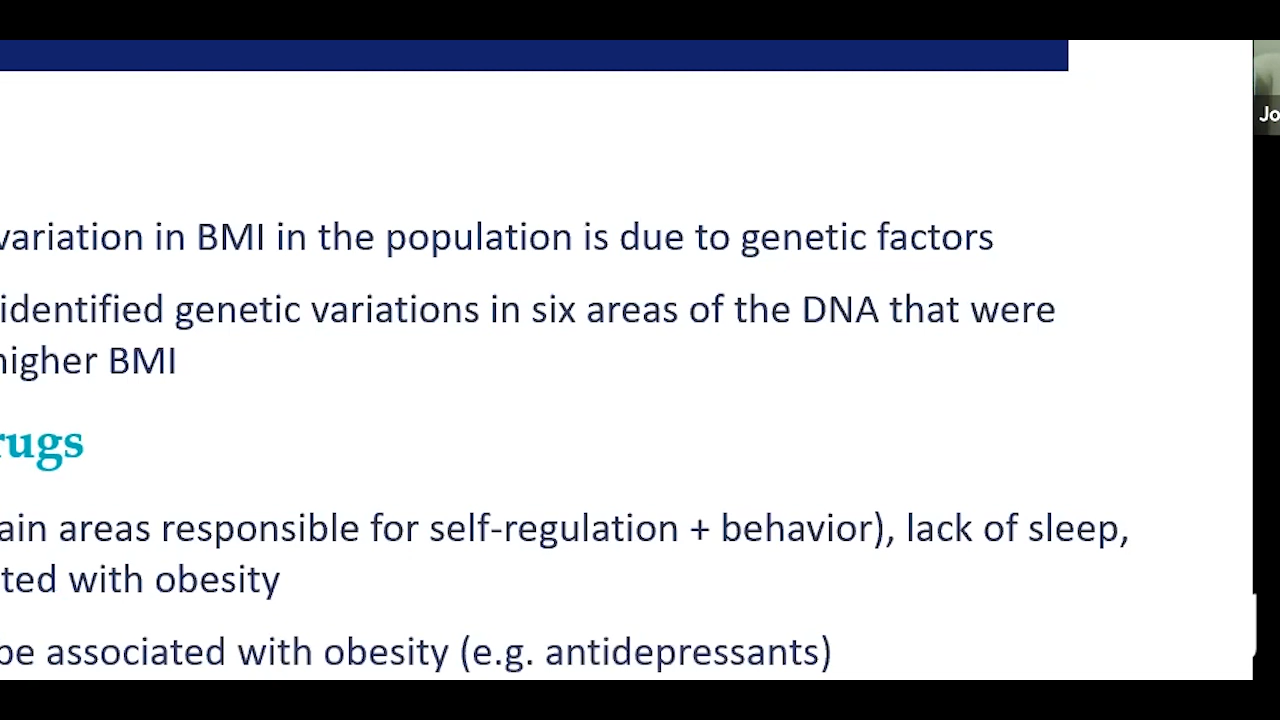 variation in BMI in the population is due to genetic factors
identified genetic variations in six areas of the DNA that were
higher BMI
rugs
ain areas responsible for self-regulation + behavior), lack of sleep,
ted with obesity
be associated with obesity (e.g. antidepressants)
Jo